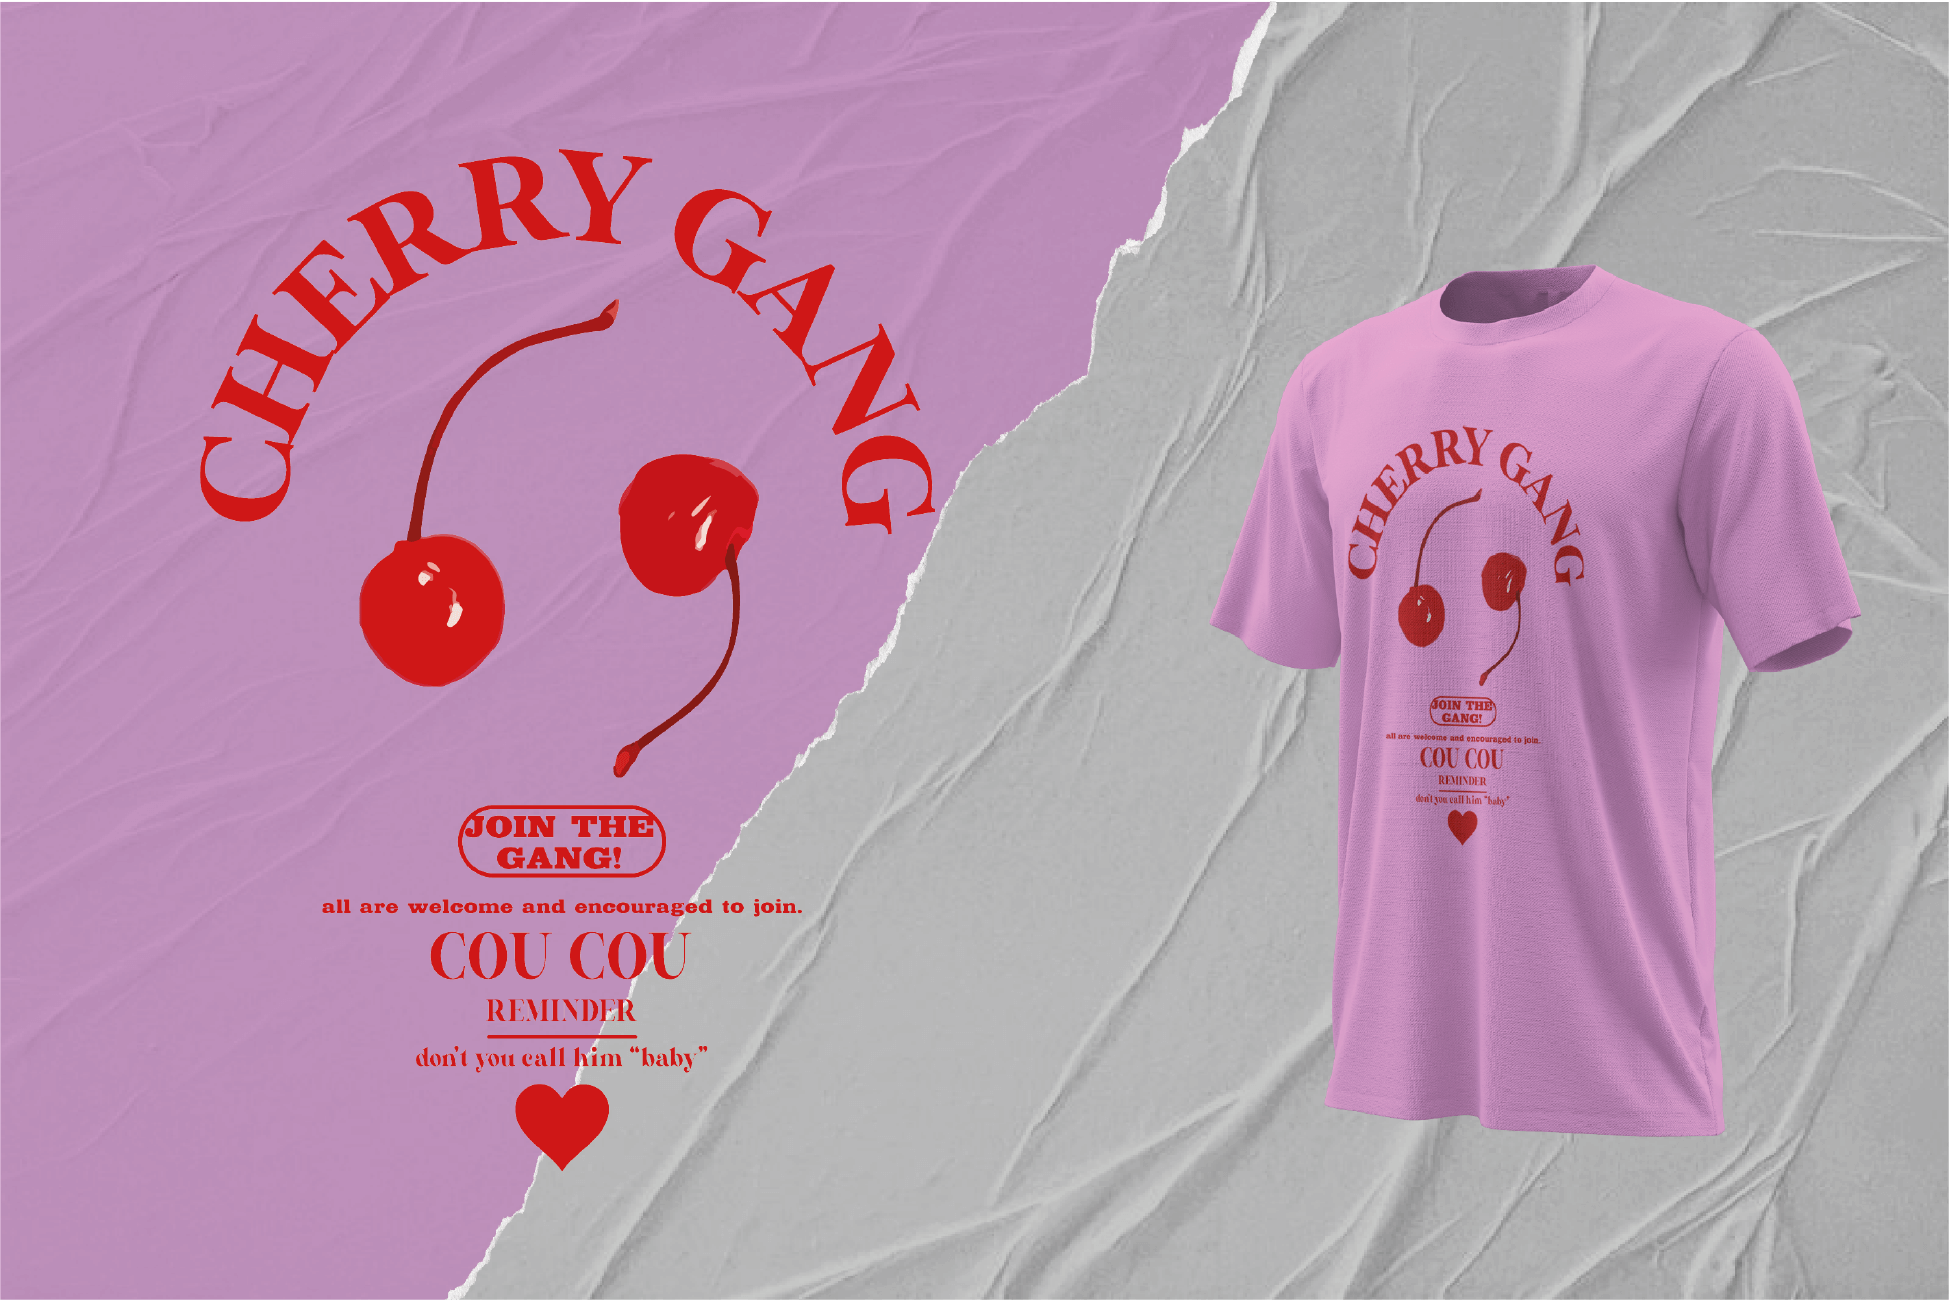 CHERRY GANG
JOIN THE
GANG!
all are welcome and encouraged to join.
COU COU
REMINDER
don't you call him “baby”
CHERRY GANG
JOIN THE
GANG!
all are welcome and encouraged to join.
COU COU
REMINDER
don't you call him “baby”